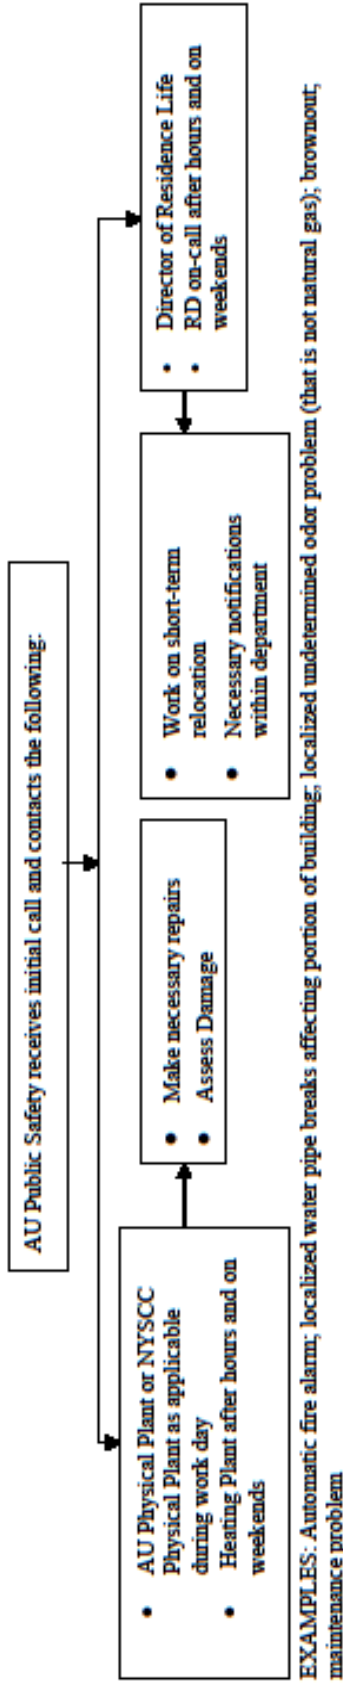 AU Public Safety receives initial call and contacts the following:
• AU Physical Plant or NYSCC
Physical Plant as applicable
during work day
• Heating Plant after hours and on
weekends
• Make necessary repairs
• Assess Damage
• Work on short-term
relocation
• Necessary notifications
within department
• Director of Residence Life
• RD on-call after hours and on
weekends
EXAMPLES: Automatic fire alarm; localized water pipe breaks affecting portion of building; localized undetermined odor problem (that is not natural gas); brownout;
maintenance problem